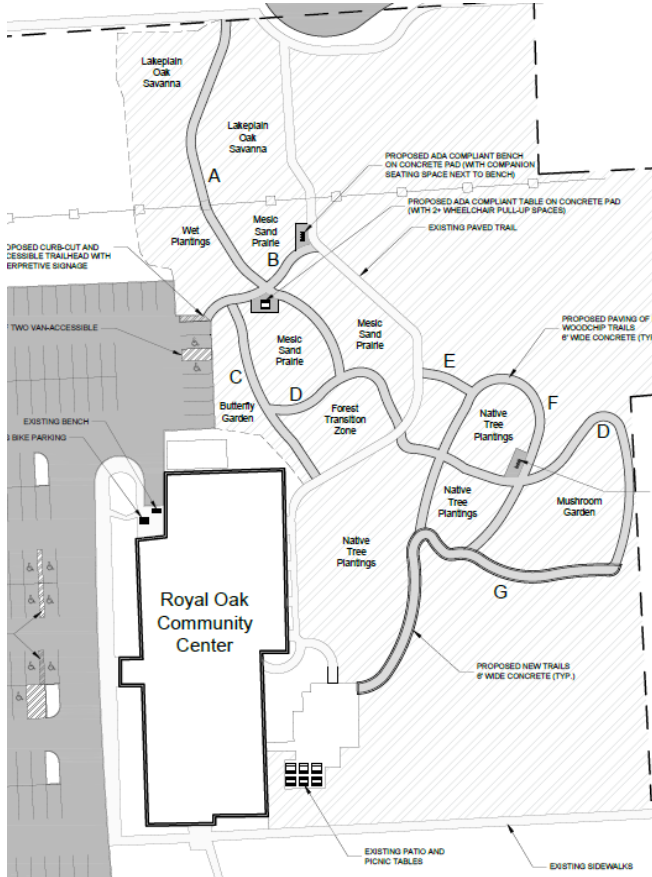 Lakeplain
Oak
Savanna
Lakeplain
Oak
Savanna
A
PROPOSED ADA COMPLIANT BENCH
ON CONCRETE PAD (WITH COMPANION
SEATING SPACE NEXT TO BENCH)
PROPOSED ADA COMPLIANT TABLE ON CONCRETE PAD
(WITH 2+ WHEELCHAIR PULL-UP SPACES)
EXISTING PAVED TRAIL
Wet
Plantings
Mesic
Sand
Prairie
B
OPOSED CURB-CUT AND
CCESSIBLE TRAILHEAD WITH
ERPRETIVE SIGNAGE
TWO VAN-ACCESSIBLE
Mesic
Sand
Prairie
Mesic
Sand
Prairie
PROPOSED PAVING OF
WOODCHIP TRAILS
6' WIDE CONCRETE (TYP
E
C
D
F
D
Butterfly
Garden
Forest
Transition
Zone
Native
Tree
Plantings
EXISTING BENCH
G BIKE PARKING
Native
Tree
Plantings
Mushroom
Garden
Native
Tree
Plantings
G
Royal Oak
Community
Center
PROPOSED NEW TRAILS
6' WIDE CONCRETE (TYP.)
EXISTING PATIO AND
PICNIC TABLES
EXISTING SIDEWALKS